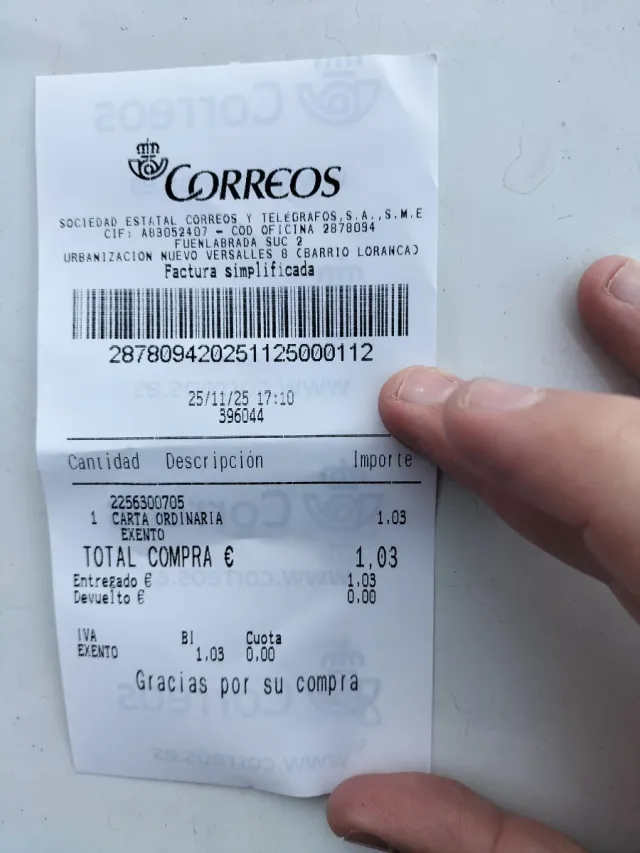 CORREOS
SOCIEDAD ESTATAL CORREOS Y TELEGRAFOS,S.A.,S.M.E
CIF: A83052407 - COD OFICINA 2878094
FUENLABRADA SUC 2
URBANIZACION NUEVO VERSALLES 8 (BARRIO LORANCA)
Factura simplificada
287809420251125000112
25/11/25 17:10
396044
Cantidad Descripción Importe
2256300705
1 CARTA ORDINARIA 1.03
EXENTO
TOTAL COMPRA € 1,03
Entregado € 1.03
Devuelto € 0.00
IVA BI Cuota
EXENTO 1.03 0.00
Gracias por su compra